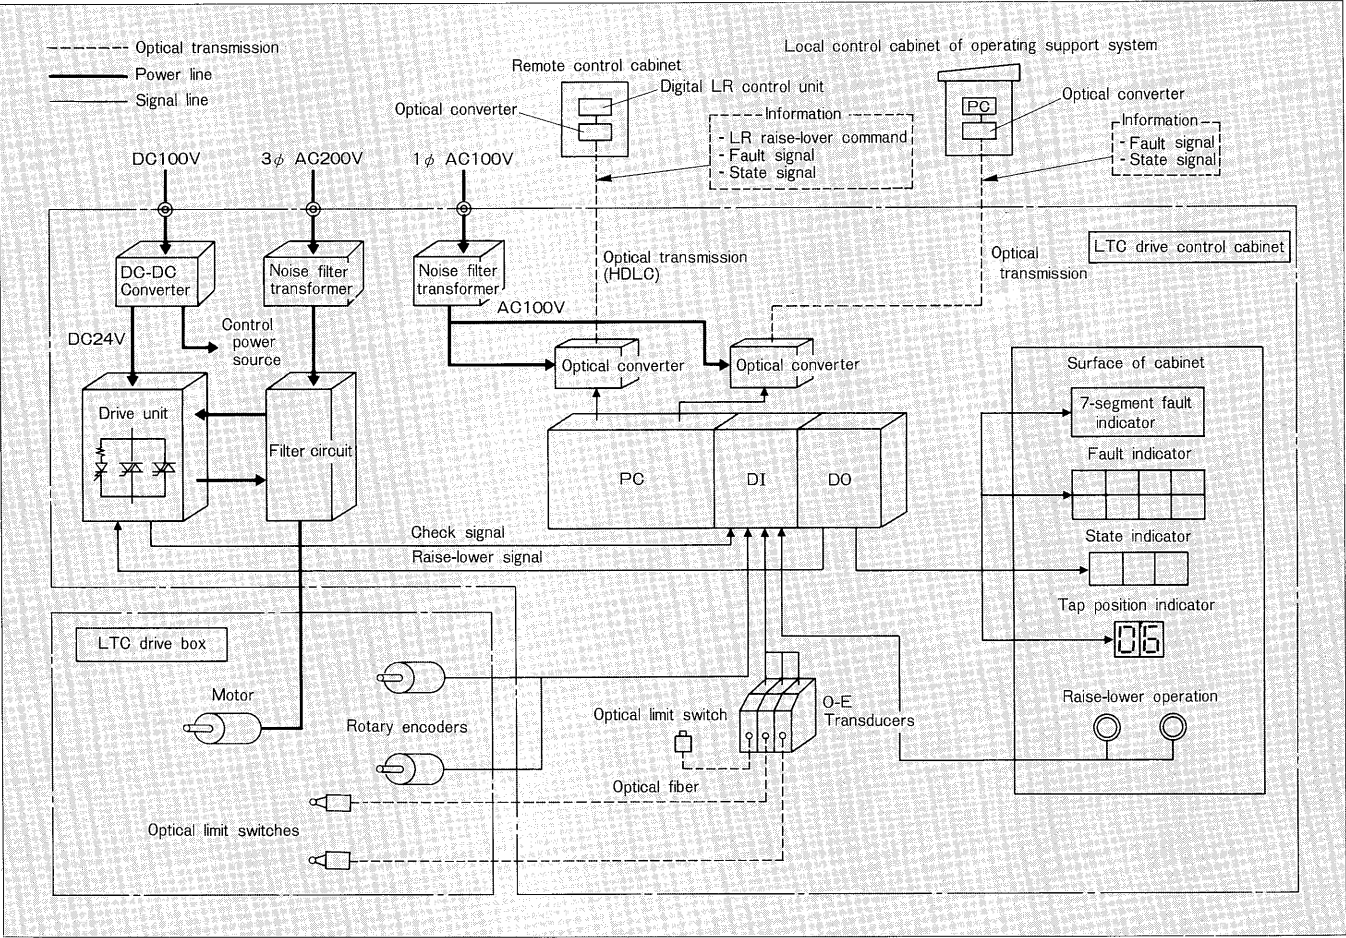 Optical transmission
Power line
Signal line
Remote control cabinet
Digital LR control unit
Optical converter
Information
- LR raise-lover command
- Fault signal
- State signal
Local control cabinet of operating support system
PC
Optical converter
Information
- Fault signal
- State signal
DC100V
3φ AC200V
1φ AC100V
LTC drive control cabinet
DC-DC
Converter
Noise filter
transformer
Noise filter
transformer
Optical transmission
(HDLC)
Optical
transmission
AC100V
DC24V
Control
power
source
Optical converter
Optical converter
Surface of cabinet
7-segment fault
indicator
Drive unit
Filter circuit
PC
DI
DO
Fault indicator
Check signal
Raise-lower signal
State indicator
Tap position indicator
06
LTC drive box
Motor
Rotary encoders
Optical limit switch
O-E
Transducers
Raise-lower operation
Optical fiber
Optical limit switches